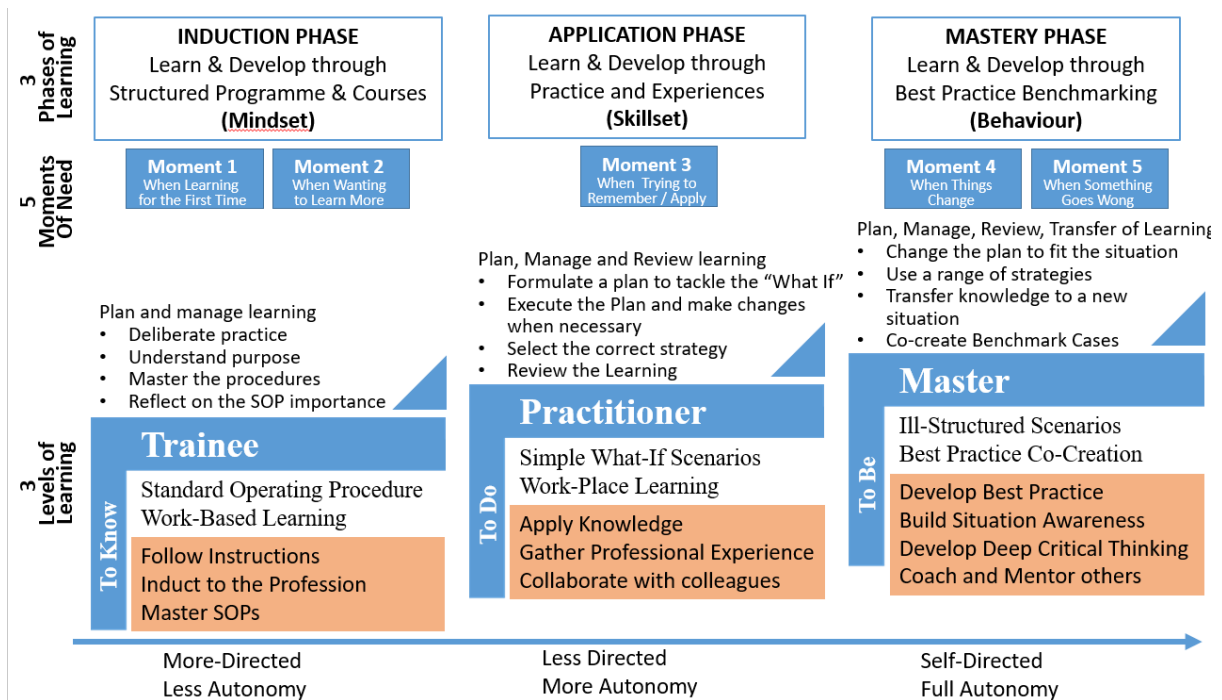 3
Phases of
Learning
INDUCTION PHASE
Learn & Develop through
Structured Programme & Courses
(Mindset)
APPLICATION PHASE
Learn & Develop through
Practice and Experiences
(Skillset)
MASTERY PHASE
Learn & Develop through
Best Practice Benchmarking
(Behaviour)
5
Moments
Of Need
Moment 1
When Learning
for the First Time
Moment 2
When Wanting
to Learn More
Moment 3
When Trying to
Remember / Apply
Moment 4
When Things
Change
Moment 5
When Something
Goes Wong
Plan and manage learning
• Deliberate practice
• Understand purpose
• Master the procedures
• Reflect on the SOP importance
Plan, Manage and Review learning
• Formulate a plan to tackle the “What If”
• Execute the Plan and make changes
when necessary
• Select the correct strategy
• Review the Learning
Plan, Manage, Review, Transfer of Learning
• Change the plan to fit the situation
• Use a range of strategies
• Transfer knowledge to a new
situation
• Co-create Benchmark Cases
3
Levels of
Learning
Trainee
To Know
Standard Operating Procedure
Work-Based Learning
Follow Instructions
Induct to the Profession
Master SOPs
Practitioner
To Do
Simple What-If Scenarios
Work-Place Learning
Apply Knowledge
Gather Professional Experience
Collaborate with colleagues
Master
To Be
Ill-Structured Scenarios
Best Practice Co-Creation
Develop Best Practice
Build Situation Awareness
Develop Deep Critical Thinking
Coach and Mentor others
More-Directed
Less Autonomy
Less Directed
More Autonomy
Self-Directed
Full Autonomy